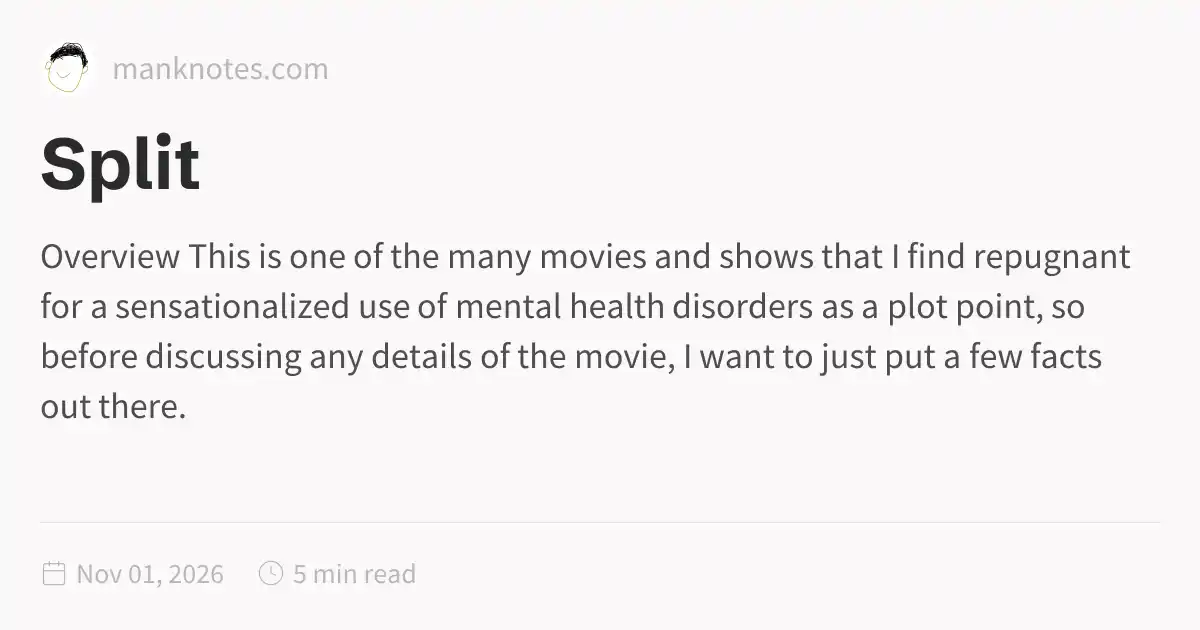 manknotes.com
Split
Overview This is one of the many movies and shows that I find repugnant
for a sensationalized use of mental health disorders as a plot point, so
before discussing any details of the movie, I want to just put a few facts
out there.
Nov 01, 2026 5 min read